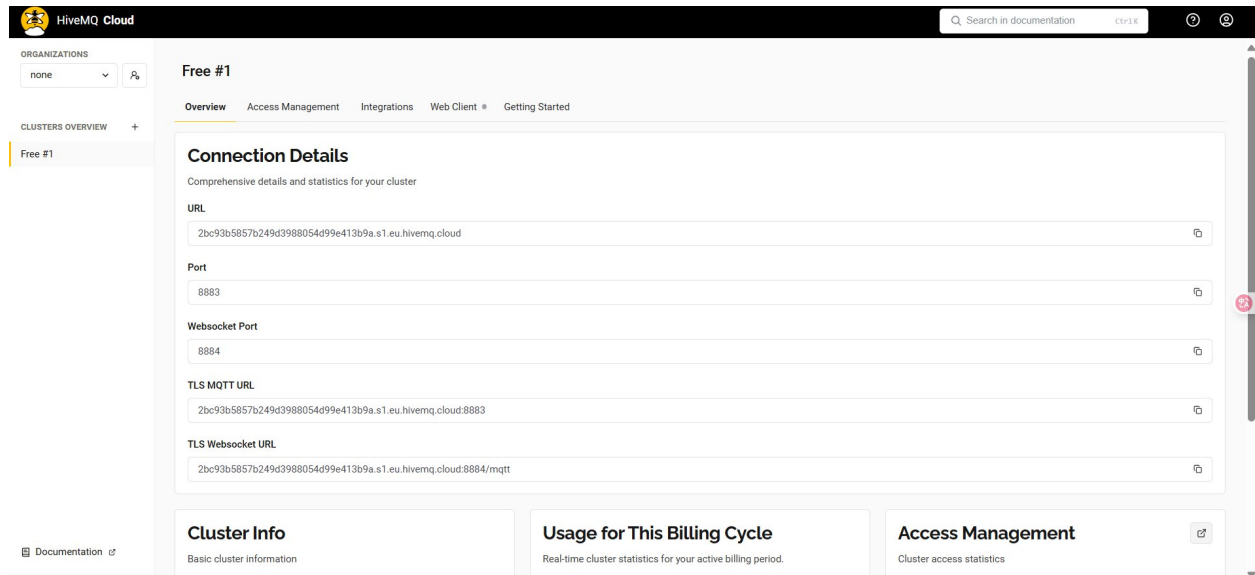 HiveMQ Cloud
Search in documentation
Ctrl K
ORGANIZATIONS
none
CLUSTERS OVERVIEW +
Free #1
Documentation
Free #1
Overview Access Management Integrations Web Client Getting Started
Connection Details
Comprehensive details and statistics for your cluster
URL
2bc93b5857b249d3988054d99e413b9a.s1.eu.hivemq.cloud
Port
8883
Websocket Port
8884
TLS MQTT URL
2bc93b5857b249d3988054d99e413b9a.s1.eu.hivemq.cloud:8883
TLS Websocket URL
2bc93b5857b249d3988054d99e413b9a.s1.eu.hivemq.cloud:8884/mqtt
Cluster Info
Basic cluster information
Usage for This Billing Cycle
Real-time cluster statistics for your active billing period.
Access Management
Cluster access statistics